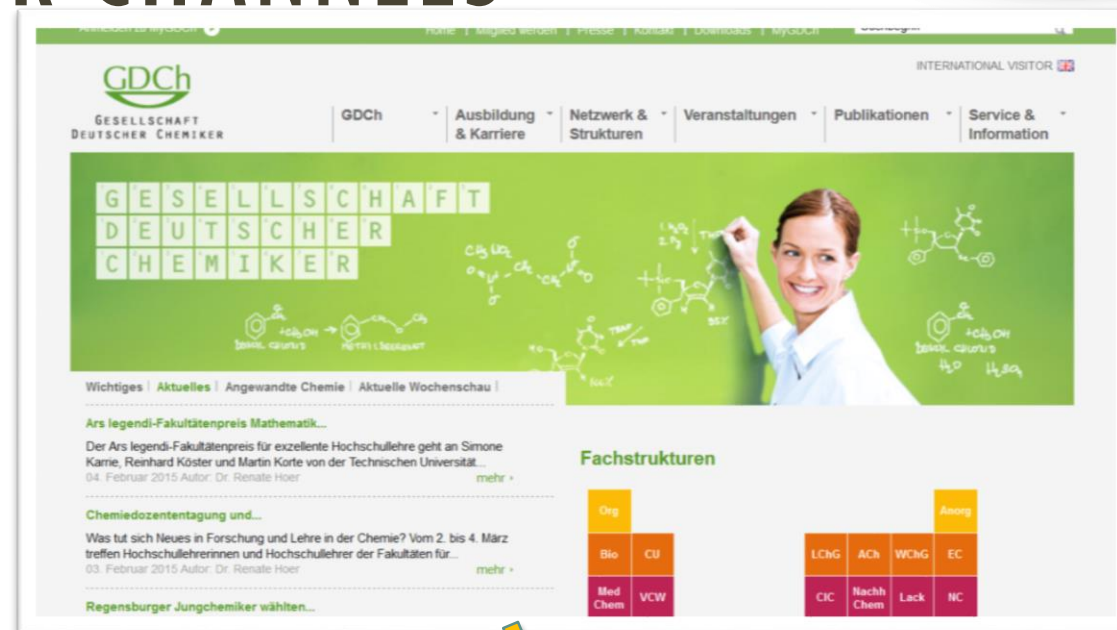 R CHANNELS
Anmelden zu MyGDCh
Home | Mitglied werden | Presse | Kontakt | Downloads | MyGDCh
INTERNATIONAL VISITOR
GDCh
GESELLSCHAFT
DEUTSCHER CHEMIKER
GDCh
Ausbildung
& Karriere
Netzwerk &
Strukturen
Veranstaltungen
Publikationen
Service &
Information
GESELLSCHAFT
DEUTSCHER
CHEMIKER
Wichtiges | Aktuelles | Angewandte Chemie | Aktuelle Wochenschau |
Ars legendi-Fakultätenpreis Mathematik...
Der Ars legendi-Fakultätenpreis für exzellente Hochschullehre geht an Simone
Karrie, Reinhard Köster und Martin Korte von der Technischen Universität...
04. Februar 2015 Autor: Dr. Renate Hoer
mehr
Chemiedozententagung und...
Was tut sich Neues in Forschung und Lehre in der Chemie? Vom 2. bis 4. März
treffen Hochschullehrerinnen und Hochschullehrer der Fakultäten für...
03. Februar 2015 Autor: Dr. Renate Hoer
mehr
Regensburger Jungchemiker wählten...
Fachstrukturen
Org
Anorg
Bio
CU
LChG
ACh
WChG
EC
Med
Chem
VCW
CIC
Nachh
Chem
Lack
NC